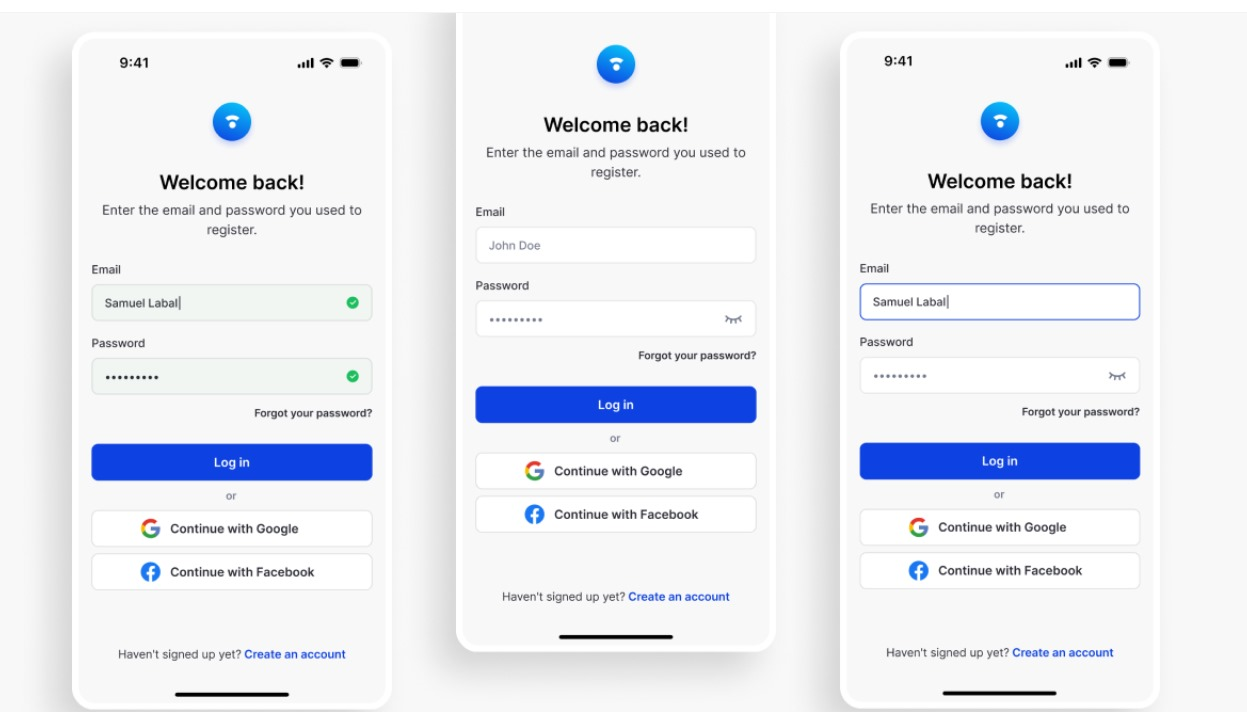 9:41
Welcome back!
Enter the email and password you used to
register.
Email
Samuel Labal
Password
•••••••••
Forgot your password?
Log in
or
Continue with Google
Continue with Facebook
Haven't signed up yet? Create an account
Welcome back!
Enter the email and password you used to
register.
Email
John Doe
Password
•••••••••
Forgot your password?
Log in
or
Continue with Google
Continue with Facebook
Haven't signed up yet? Create an account
9:41
Welcome back!
Enter the email and password you used to
register.
Email
Samuel Labal
Password
•••••••••
Forgot your password?
Log in
or
Continue with Google
Continue with Facebook
Haven't signed up yet? Create an account